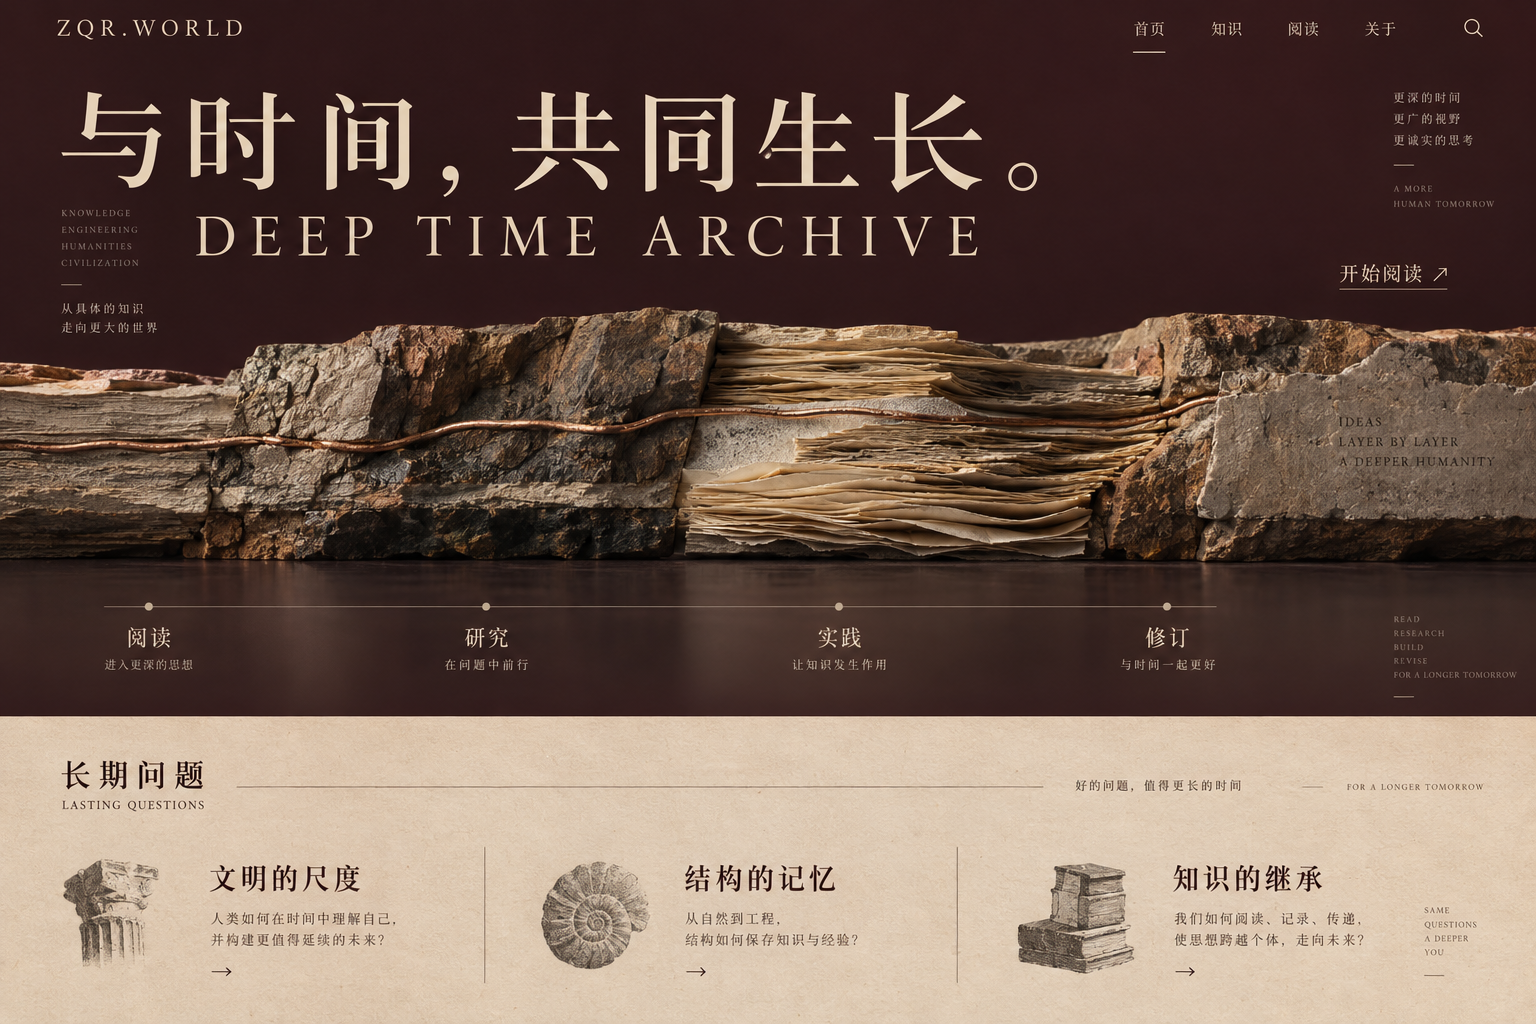 ZQR.WORLD
首页
知识
阅读
关于
与时间，共同生长。
DEEP TIME ARCHIVE
KNOWLEDGE
ENGINEERING
HUMANITIES
CIVILIZATION
从具体的知识
走向更大的世界
更深的时间
更广的视野
更诚实的思考
A MORE
HUMAN TOMORROW
开始阅读 ↗
IDEAS
LAYER BY LAYER
A DEEPER HUMANITY
阅读
进入更深的思想
研究
在问题中前行
实践
让知识发生作用
修订
与时间一起更好
READ
RESEARCH
BUILD
REVISE
FOR A LONGER TOMORROW
长期问题
LASTING QUESTIONS
好的问题，值得更长的时间
FOR A LONGER TOMORROW
文明的尺度
人类如何在时间中理解自己，
并构建更值得延续的未来？
→
结构的记忆
从自然到工程，
结构如何保存知识与经验？
→
知识的继承
我们如何阅读、记录、传递，
使思想跨越个体，走向未来？
→
SAME
QUESTIONS
A DEEPER
YOU